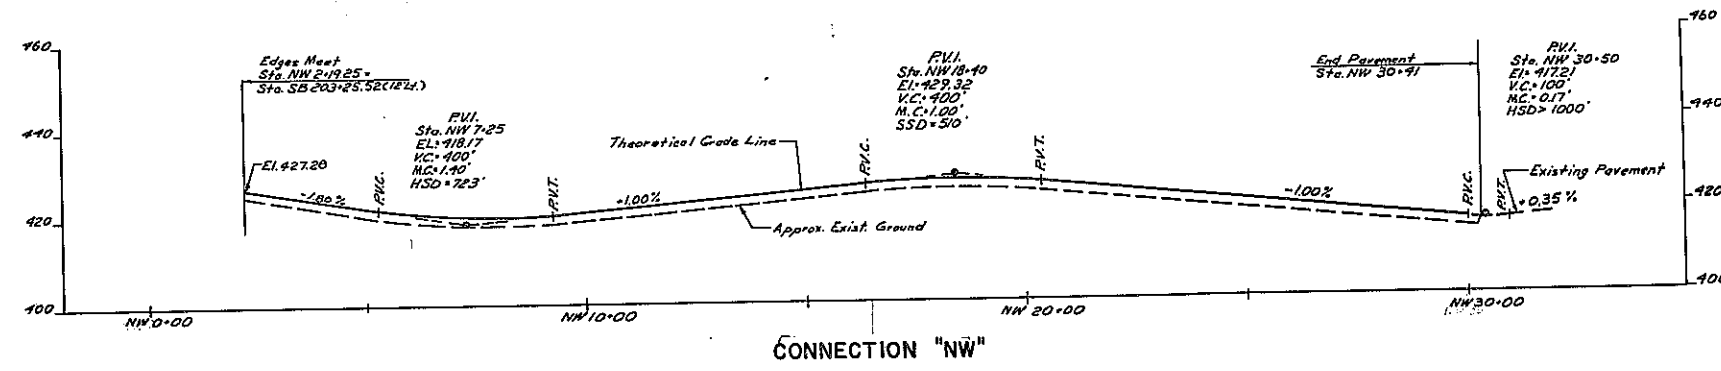 460
440
420
400
Edges Meet
Sta. NW 2+19.25 =
Sta. SB 203+25.52 (12'Lt.)
El. 427.28
-1.80%
P.V.C.
P.V.I.
Sta. NW 7+25
El.= 418.17
V.C.= 400'
M.C.= 1.40'
HSD = 723'
P.V.T.
+1.00%
Theoretical Grade Line
Approx. Exist. Ground
P.V.C.
P.V.I.
Sta. NW 18+40
El.= 429.32
V.C.= 400'
M.C.= 1.00'
SSD = 510'
P.V.T.
-1.00%
End Pavement
Sta. NW 30+41
P.V.I.
Sta. NW 30+50
El.= 417.21
V.C.= 100'
M.C.= 0.17'
HSD > 1000'
P.V.C.
P.V.T.
Existing Pavement
+0.35%
460
440
420
400
NW 0+00
NW 10+00
NW 20+00
NW 30+00
CONNECTION "NW"